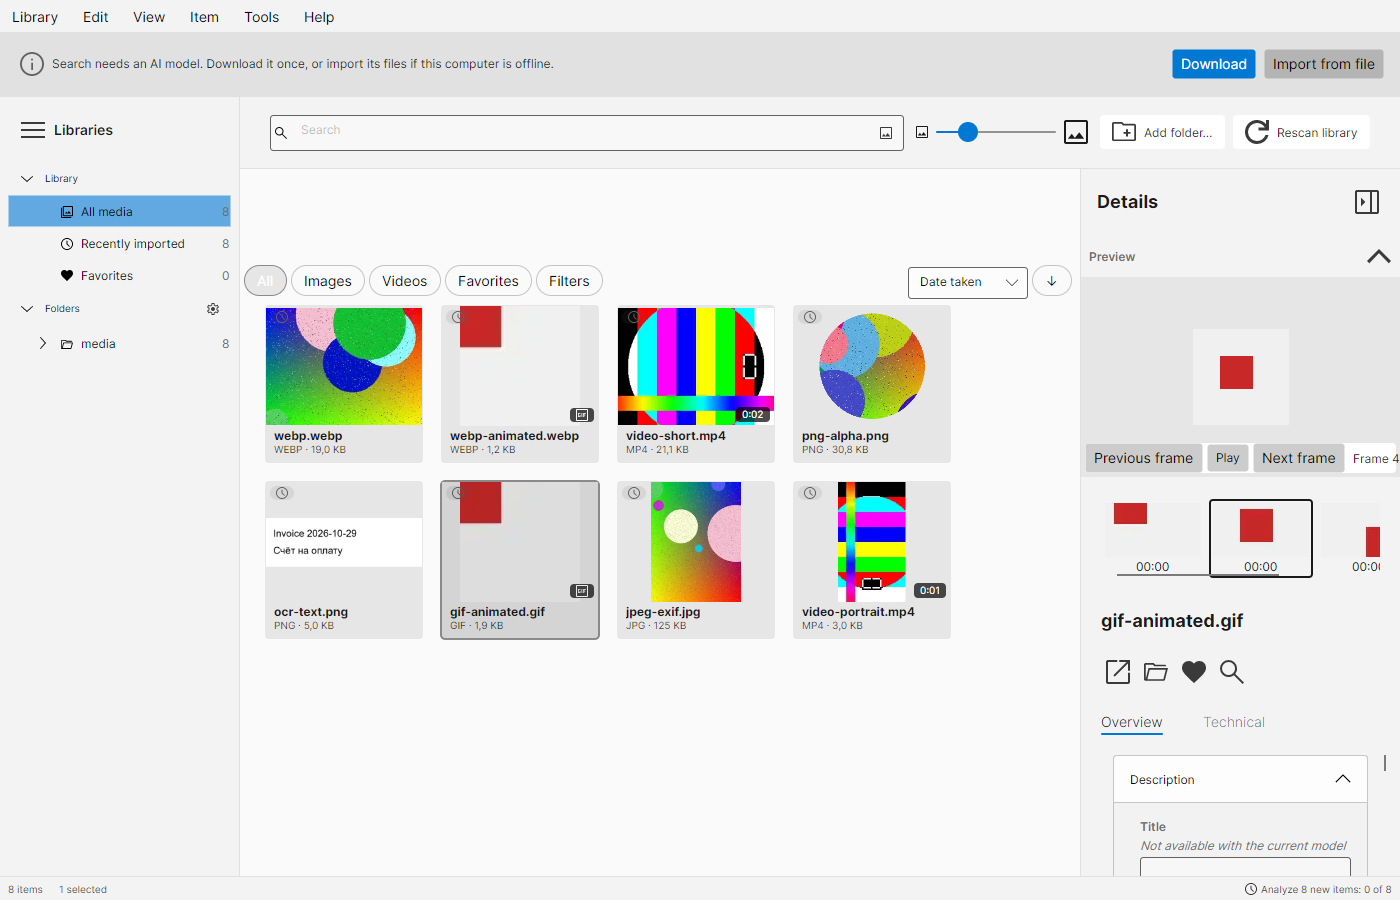 Library Edit View Item Tools Help
Search needs an AI model. Download it once, or import its files if this computer is offline.
Download
Import from file
Libraries
Search
Add folder...
Rescan library
Library
All media 8
Recently imported 8
Favorites 0
Folders
media 8
All
Images
Videos
Favorites
Filters
Date taken
webp.webp
WEBP · 19,0 KB
GIF
webp-animated.webp
WEBP · 1,2 KB
0:02
video-short.mp4
MP4 · 21,1 KB
png-alpha.png
PNG · 30,8 KB
Invoice 2026-10-29
Счёт на оплату
ocr-text.png
PNG · 5,0 KB
GIF
gif-animated.gif
GIF · 1,9 KB
jpeg-exif.jpg
JPG · 125 KB
0:01
video-portrait.mp4
MP4 · 3,0 KB
Details
Preview
Previous frame
Play
Next frame
Frame 4
00:00
00:00
00:0
gif-animated.gif
Overview
Technical
Description
Title
Not available with the current model
8 items
1 selected
Analyze 8 new items: 0 of 8